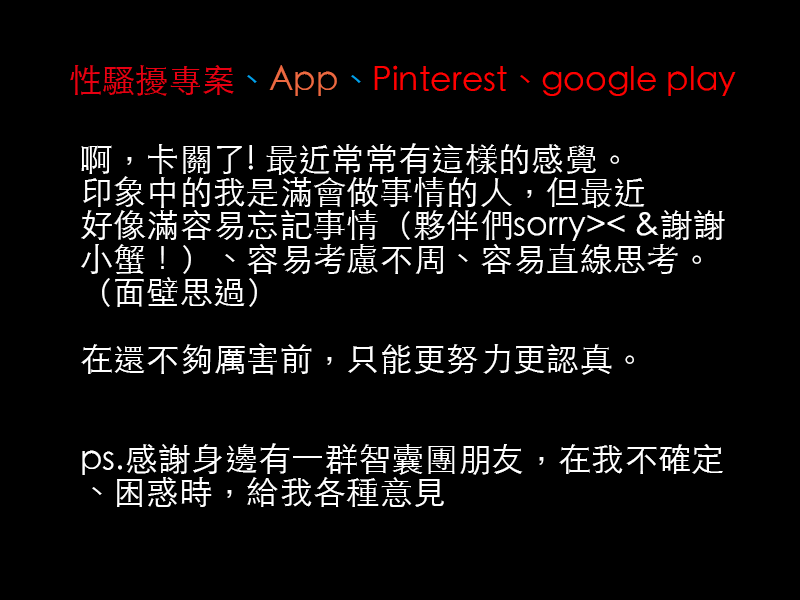 性騷擾專案、App、Pinterest、google play
啊，卡關了! 最近常常有這樣的感覺。
印象中的我是滿會做事情的人，但最近
好像滿容易忘記事情（夥伴們sorry>< &謝謝
小蟹！）、容易考慮不周、容易直線思考。
（面壁思過）
在還不夠厲害前，只能更努力更認真。
ps.感謝身邊有一群智囊團朋友，在我不確定
、困惑時，給我各種意見